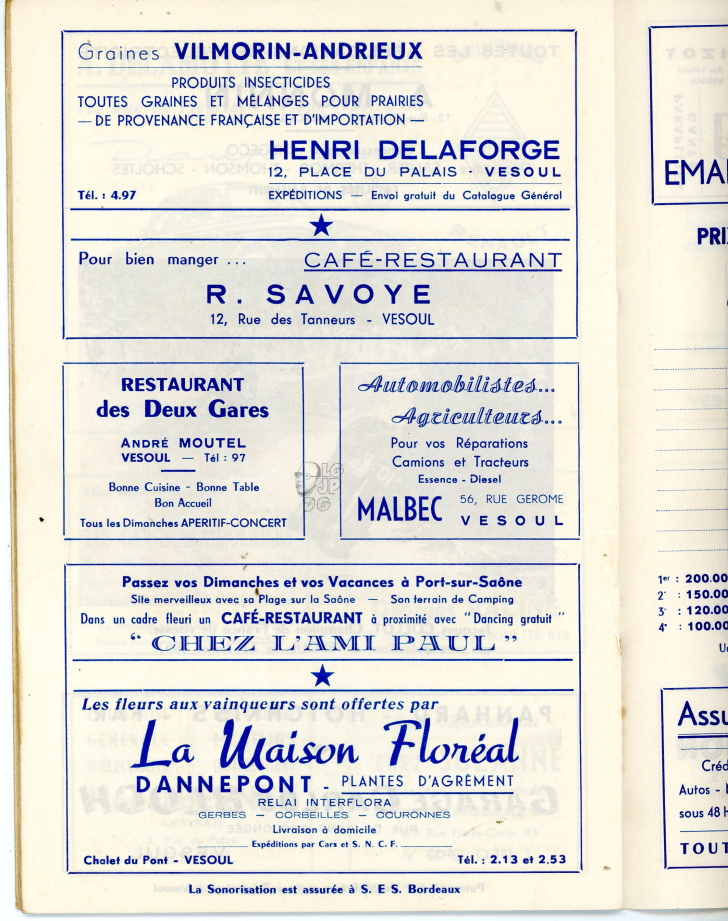 Graines VILMORIN-ANDRIEUX
PRODUITS INSECTICIDES
TOUTES GRAINES ET MÉLANGES POUR PRAIRIES
— DE PROVENANCE FRANÇAISE ET D'IMPORTATION —
HENRI DELAFORGE
12, PLACE DU PALAIS - VESOUL
Tél. : 4.97
EXPÉDITIONS — Envoi gratuit du Catalogue Général
Pour bien manger ... CAFÉ-RESTAURANT
R. SAVOYE
12, Rue des Tanneurs - VESOUL
RESTAURANT
des Deux Gares
ANDRÉ MOUTEL
VESOUL — Tél : 97
Bonne Cuisine - Bonne Table
Bon Accueil
Tous les Dimanches APERITIF-CONCERT
Automobilistes...
Agriculteurs...
Pour vos Réparations
Camions et Tracteurs
Essence - Diesel
MALBEC
56, RUE GEROME
VESOUL
LG
JP
96
Passez vos Dimanches et vos Vacances à Port-sur-Saône
Site merveilleux avec sa Plage sur la Saône — Son terrain de Camping
Dans un cadre fleuri un CAFÉ-RESTAURANT à proximité avec "Dancing gratuit"
" CHEZ L'AMI PAUL "
Les fleurs aux vainqueurs sont offertes par
La Maison Floréal
DANNEPONT - PLANTES D'AGRÉMENT
RELAI INTERFLORA
GERBES — CORBEILLES — COURONNES
Livraison à domicile
Expéditions par Cars et S. N. C. F.
Chalet du Pont - VESOUL
Tél. : 2.13 et 2.53
La Sonorisation est assurée à S. E S. Bordeaux
EMA
PRI
1er : 200.00
2e : 150.00
3e : 120.00
4e : 100.00
U
Assu
Créd
Autos -
sous 48 H
TOUT